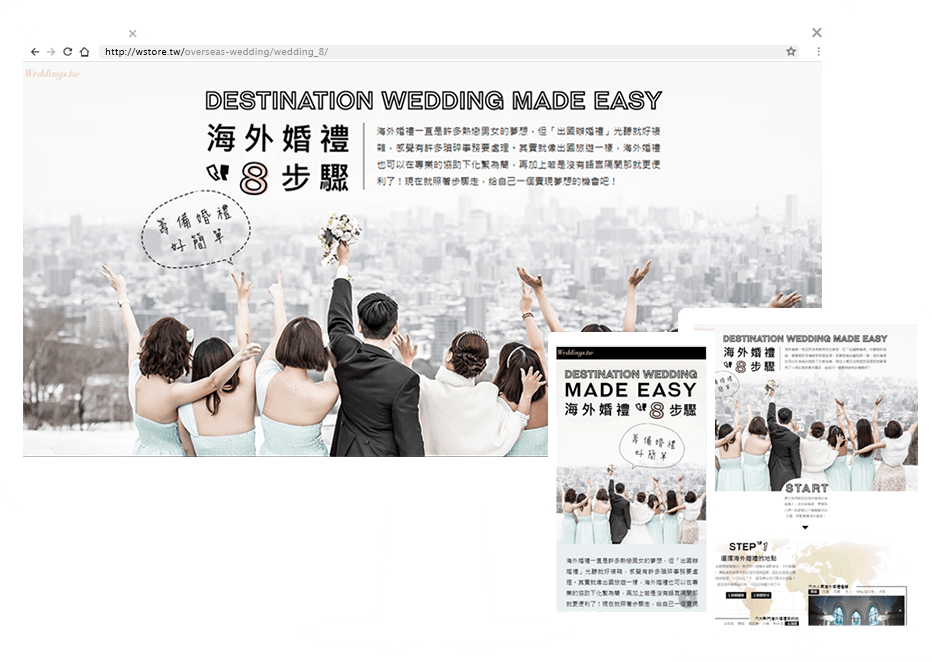 http://wstore.tw/overseas-wedding/wedding_8/
Weddings.tw
DESTINATION WEDDING MADE EASY
海外婚禮
8步驟
海外婚禮一直是許多熱戀男女的夢想，但「出國辦婚禮」光聽就好複
雜，感覺有許多瑣碎事務要處理。其實就像出國旅遊一樣，海外婚禮
也可以在專業的協助下化繁為簡，再加上若是沒有語言隔閡那就更便
利了！現在就照著步驟走，給自己一個實現夢想的機會吧！
籌備婚禮
好簡單
Weddings.tw
DESTINATION WEDDING
MADE EASY
海外婚禮 8步驟
籌備婚禮
好簡單
海外婚禮一直是許多熱戀男女的夢想，但「出國辦
婚禮」光聽就好複雜，感覺有許多瑣碎事務要處
理。其實就像出國旅遊一樣，海外婚禮也可以在專
業的協助下化繁為簡，再加上若是沒有語言隔閡那
就更便利了！現在就照著步驟走，給自己一個實現
DESTINATION WEDDING MADE EASY
海外婚禮
8步驟
籌備婚禮
好簡單
START
STEP 1
選擇海外婚禮的地點